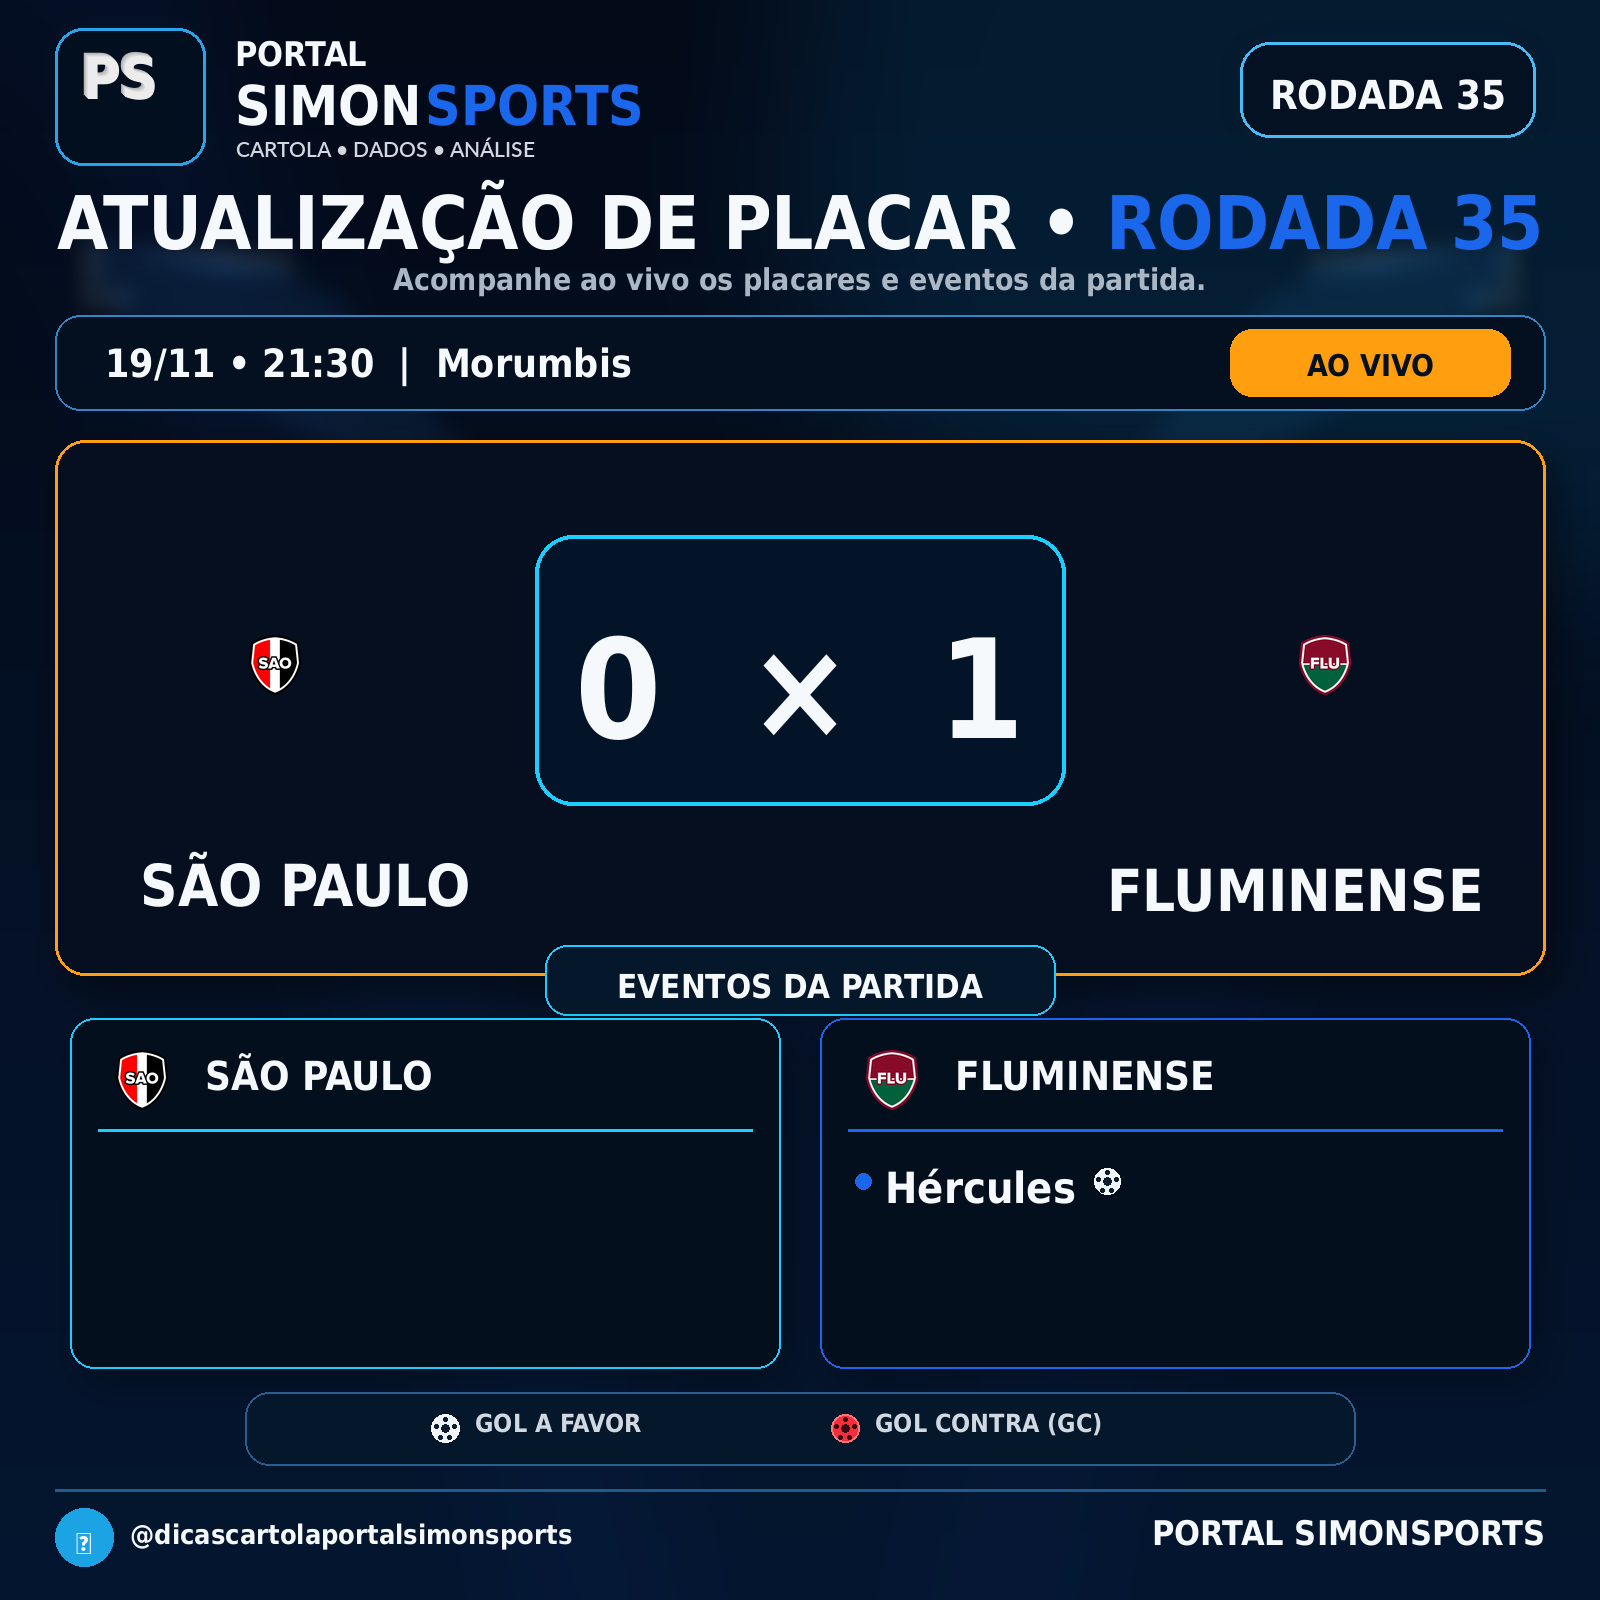 PS
PORTAL
SIMONSPORTS
CARTOLA • DADOS • ANÁLISE
RODADA 35
ATUALIZAÇÃO DE PLACAR • RODADA 35
Acompanhe ao vivo os placares e eventos da partida.
19/11 • 21:30 | Morumbis
AO VIVO
SAO
0 × 1
FLU
SÃO PAULO
FLUMINENSE
EVENTOS DA PARTIDA
SAO
SÃO PAULO
FLU
FLUMINENSE
• Hércules
GOL A FAVOR
GOL CONTRA (GC)
@dicascartolaportalsimonsports
PORTAL SIMONSPORTS